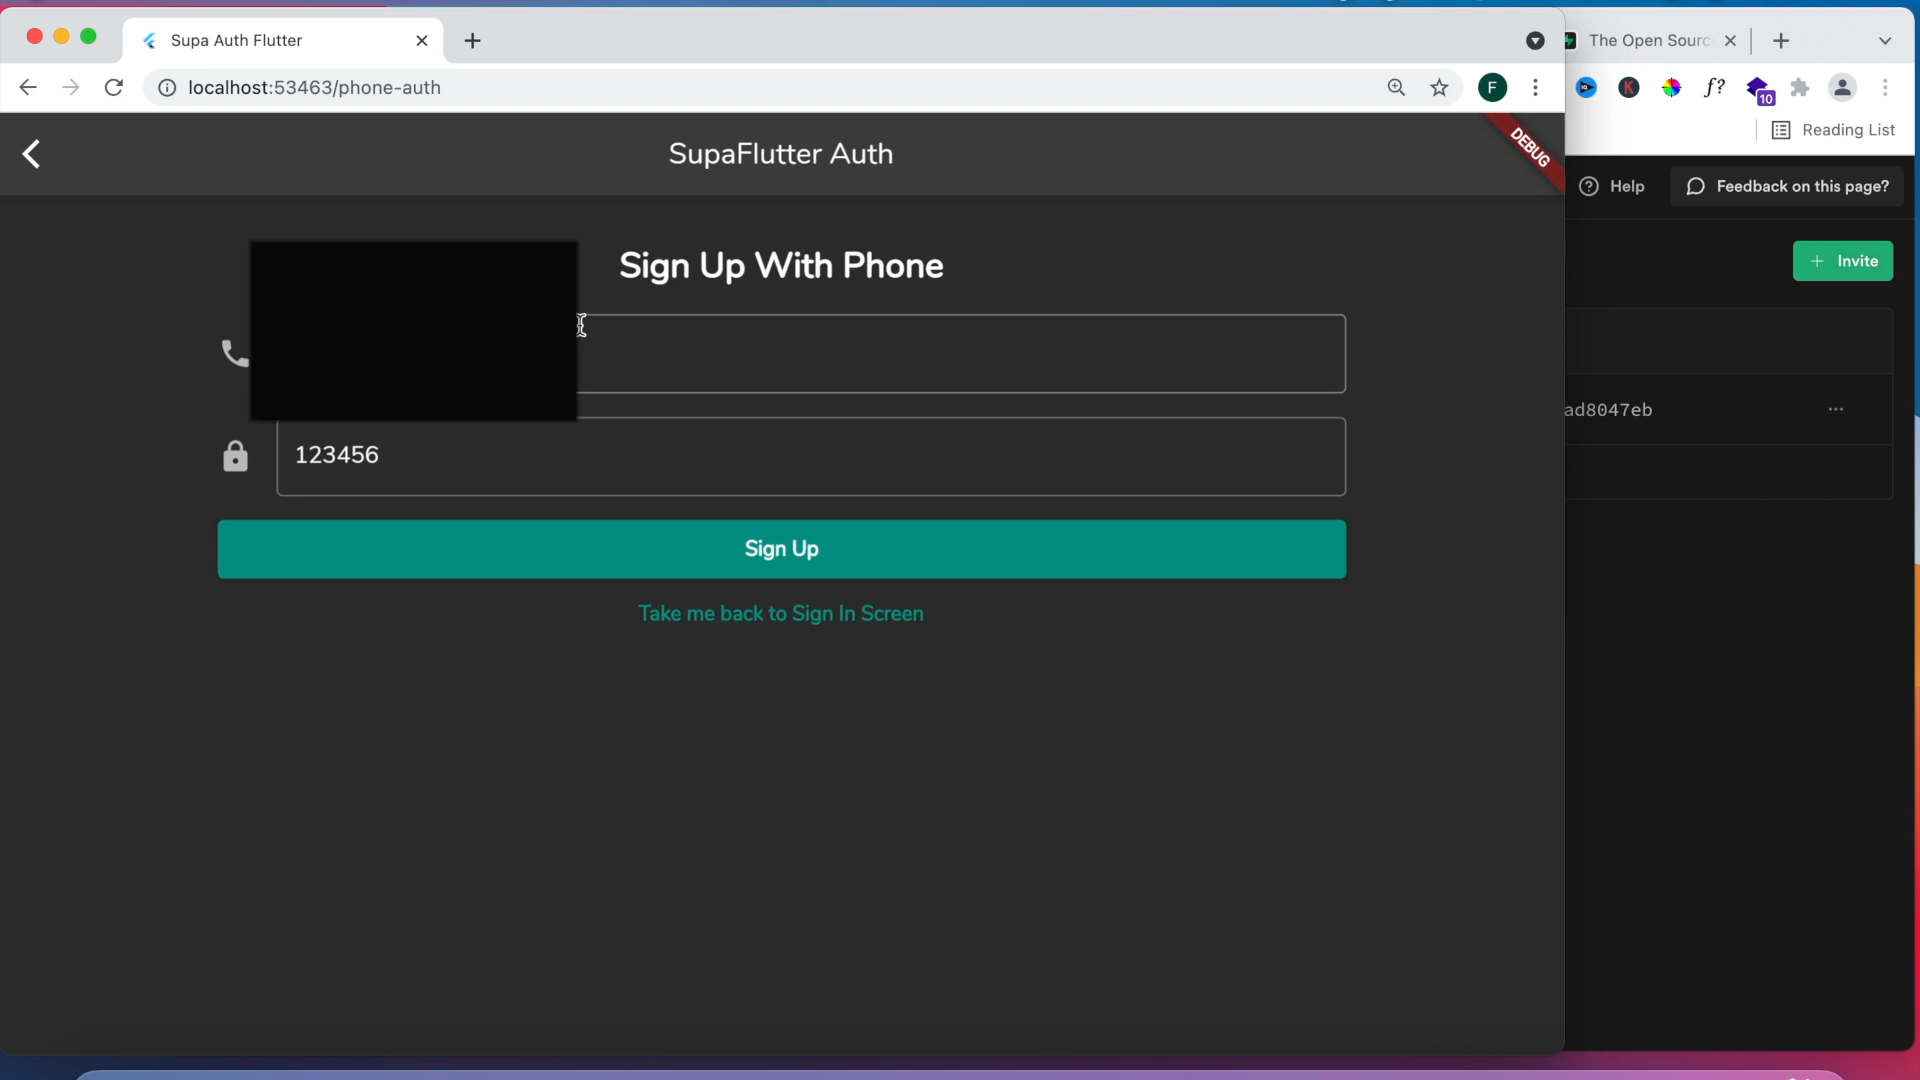 Supa Auth Flutter
The Open Sourc
localhost:53463/phone-auth
F
f?
10
Reading List
SupaFlutter Auth
DEBUG
Help
Feedback on this page?
Sign Up With Phone
+ Invite
ad8047eb
123456
Sign Up
Take me back to Sign In Screen